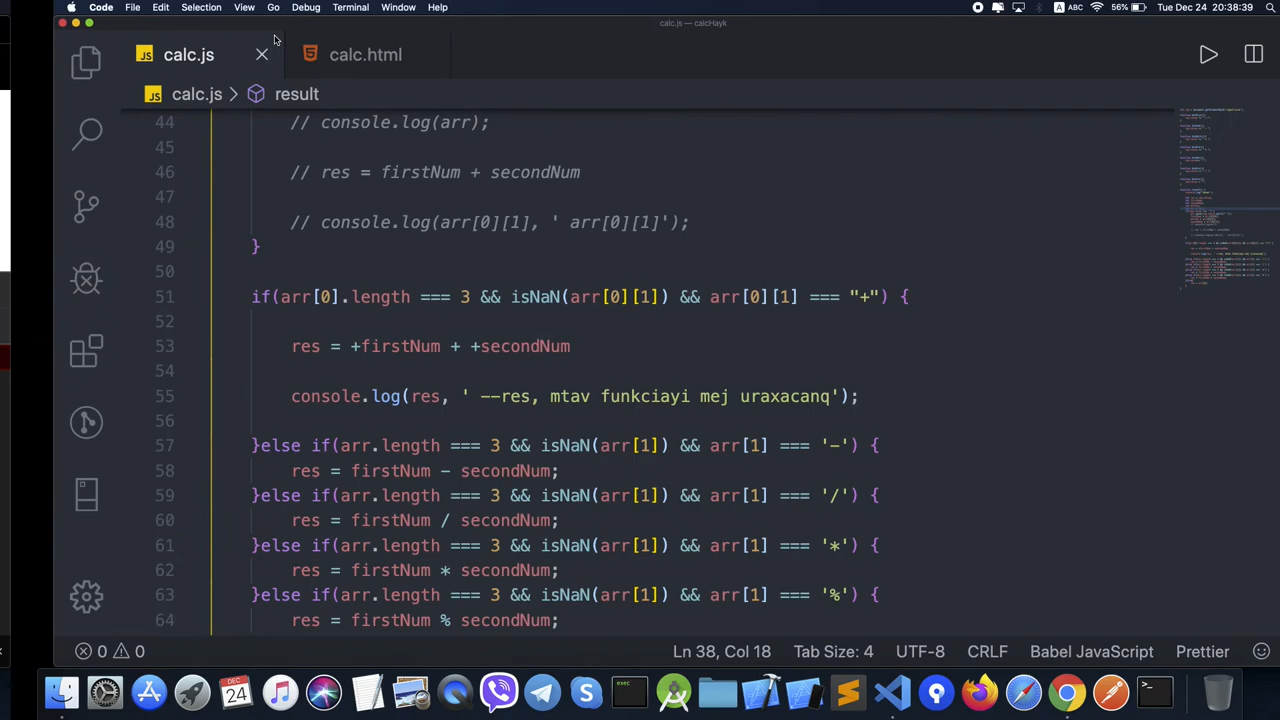 Code File Edit Selection View Go Debug Terminal Window Help A ABC 56% Tue Dec 24 20:38:39
calc.js — calcHayk
JS calc.js calc.html
JS calc.js > result
44 // console.log(arr);
45
46 // res = firstNum + secondNum
47
48 // console.log(arr[0][1], ' arr[0][1]');
49 }
50
51 if(arr[0].length === 3 && isNaN(arr[0][1]) && arr[0][1] === "+") {
52
53 res = +firstNum + +secondNum
54
55 console.log(res, ' --res, mtav funkciayi mej uraxacanq');
56
57 }else if(arr.length === 3 && isNaN(arr[1]) && arr[1] === '-') {
58 res = firstNum - secondNum;
59 }else if(arr.length === 3 && isNaN(arr[1]) && arr[1] === '/') {
60 res = firstNum / secondNum;
61 }else if(arr.length === 3 && isNaN(arr[1]) && arr[1] === '*') {
62 res = firstNum * secondNum;
63 }else if(arr.length === 3 && isNaN(arr[1]) && arr[1] === '%') {
64 res = firstNum % secondNum;
0 0 Ln 38, Col 18 Tab Size: 4 UTF-8 CRLF Babel JavaScript Prettier
DEC
24
exec